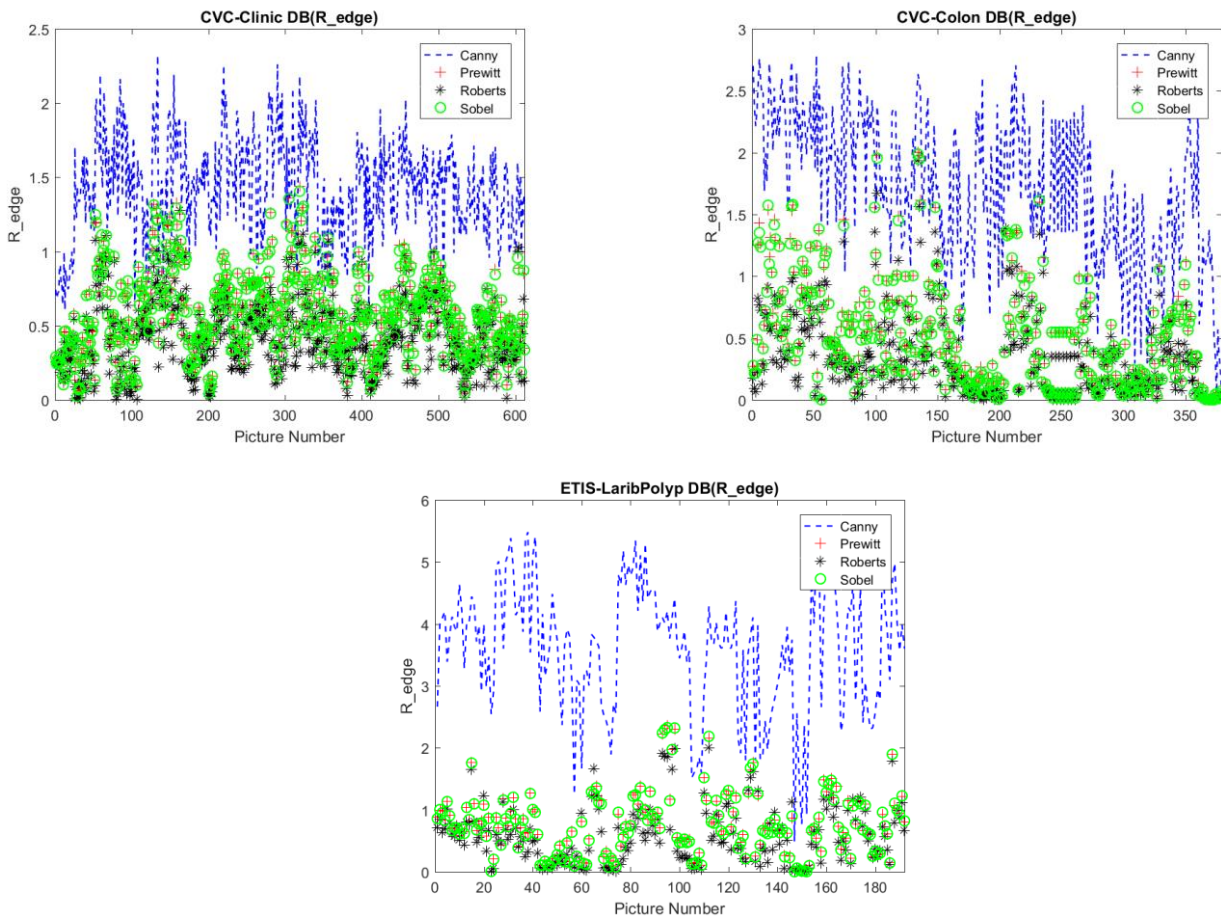 CVC-Clinic DB(R_edge)
2.5
2
1.5
1
0.5
0
R_edge
Canny
Prewitt
Roberts
Sobel
0 100 200 300 400 500 600
Picture Number
CVC-Colon DB(R_edge)
3
2.5
2
1.5
1
0.5
0
R_edge
Canny
Prewitt
Roberts
Sobel
0 50 100 150 200 250 300 350
Picture Number
ETIS-LaribPolyp DB(R_edge)
6
5
4
3
2
1
0
R_edge
Canny
Prewitt
Roberts
Sobel
0 20 40 60 80 100 120 140 160 180
Picture Number